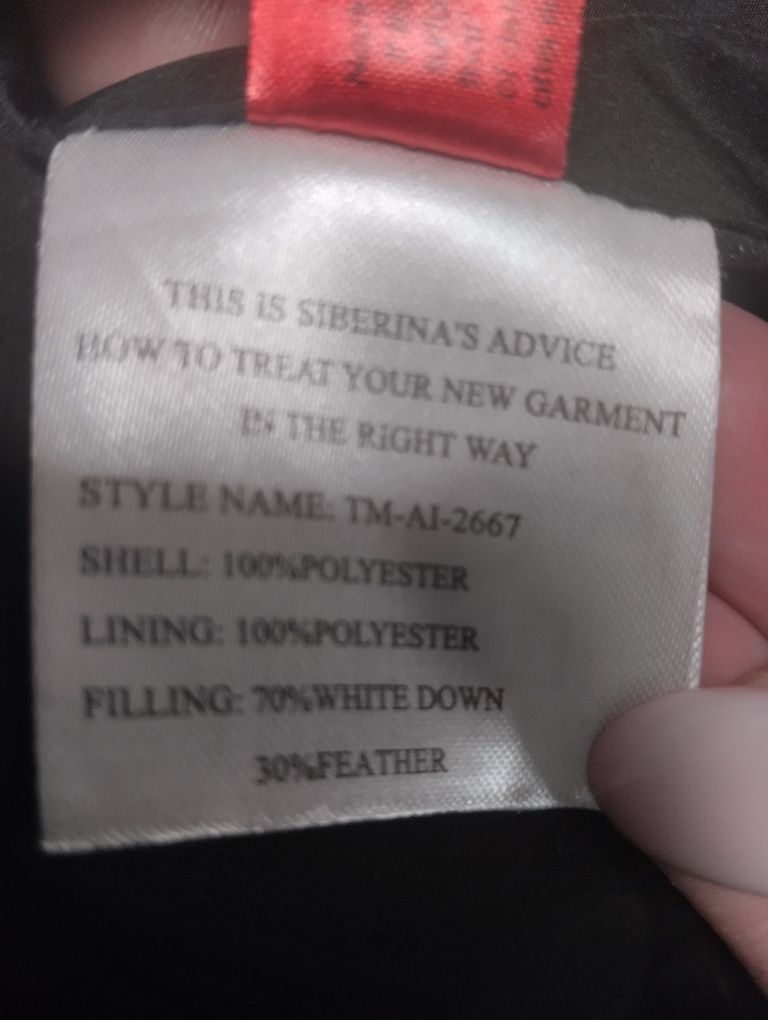 THIS IS SIBERINA'S ADVICE
HOW TO TREAT YOUR NEW GARMENT
IN THE RIGHT WAY
STYLE NAME: TM-AI-2667
SHELL: 100%POLYESTER
LINING: 100%POLYESTER
FILLING: 70%WHITE DOWN
30%FEATHER